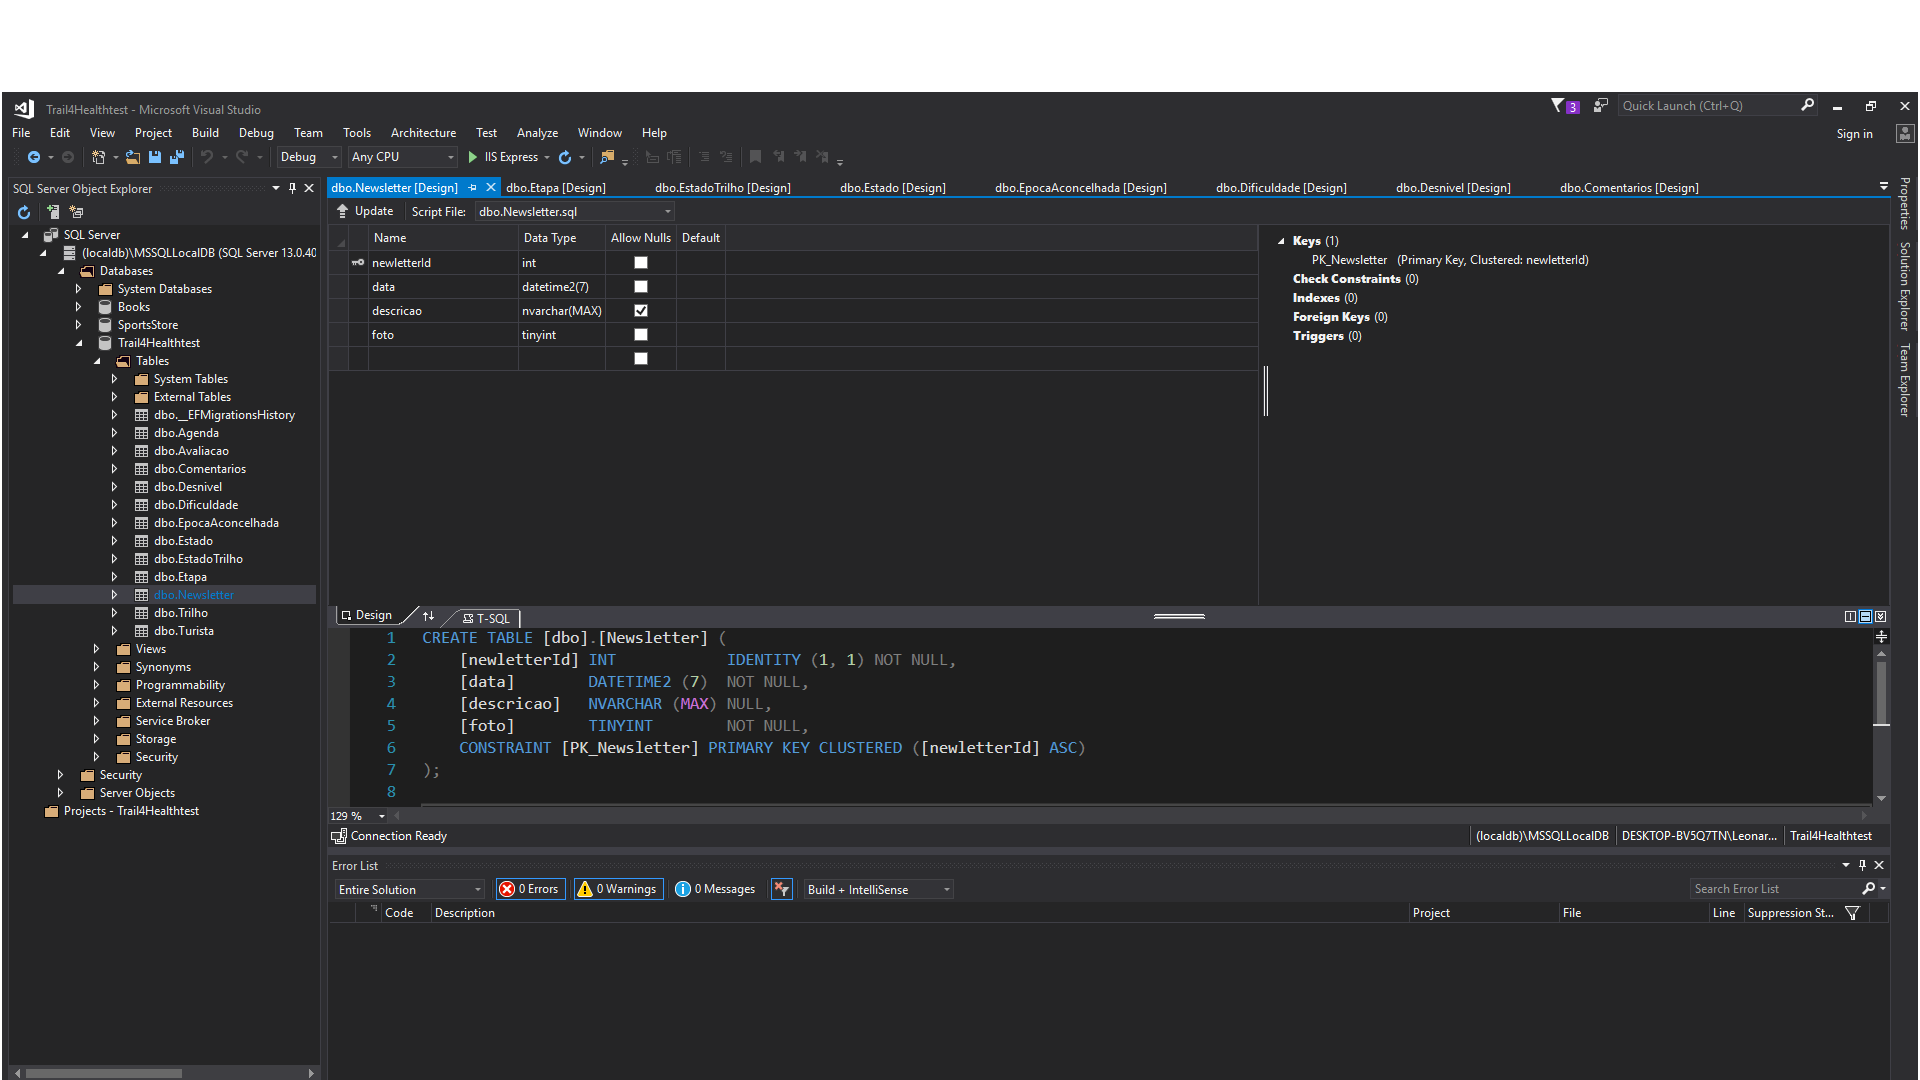 Trail4Healthtest - Microsoft Visual Studio
3
Quick Launch (Ctrl+Q)
File Edit View Project Build Debug Team Tools Architecture Test Analyze Window Help
Sign in
Debug Any CPU IIS Express
SQL Server Object Explorer
SQL Server
(localdb)\MSSQLLocalDB (SQL Server 13.0.40
Databases
System Databases
Books
SportsStore
Trail4Healthtest
Tables
System Tables
External Tables
dbo.__EFMigrationsHistory
dbo.Agenda
dbo.Avaliacao
dbo.Comentarios
dbo.Desnivel
dbo.Dificuldade
dbo.EpocaAconcelhada
dbo.Estado
dbo.EstadoTrilho
dbo.Etapa
dbo.Newsletter
dbo.Trilho
dbo.Turista
Views
Synonyms
Programmability
External Resources
Service Broker
Storage
Security
Security
Server Objects
Projects - Trail4Healthtest
dbo.Newsletter [Design] dbo.Etapa [Design] dbo.EstadoTrilho [Design] dbo.Estado [Design] dbo.EpocaAconcelhada [Design] dbo.Dificuldade [Design] dbo.Desnivel [Design] dbo.Comentarios [Design]
Update Script File: dbo.Newsletter.sql
Name Data Type Allow Nulls Default
newletterId int
data datetime2(7)
descricao nvarchar(MAX)
foto tinyint
Keys (1)
PK_Newsletter (Primary Key, Clustered: newletterId)
Check Constraints (0)
Indexes (0)
Foreign Keys (0)
Triggers (0)
Properties
Solution Explorer
Team Explorer
Design T-SQL
1 CREATE TABLE [dbo].[Newsletter] (
2 [newletterId] INT IDENTITY (1, 1) NOT NULL,
3 [data] DATETIME2 (7) NOT NULL,
4 [descricao] NVARCHAR (MAX) NULL,
5 [foto] TINYINT NOT NULL,
6 CONSTRAINT [PK_Newsletter] PRIMARY KEY CLUSTERED ([newletterId] ASC)
7 );
8
129 %
Connection Ready
(localdb)\MSSQLLocalDB DESKTOP-BV5Q7TN\Leonar... Trail4Healthtest
Error List
Entire Solution 0 Errors 0 Warnings 0 Messages Build + IntelliSense
Search Error List
Code Description Project File Line Suppression St...